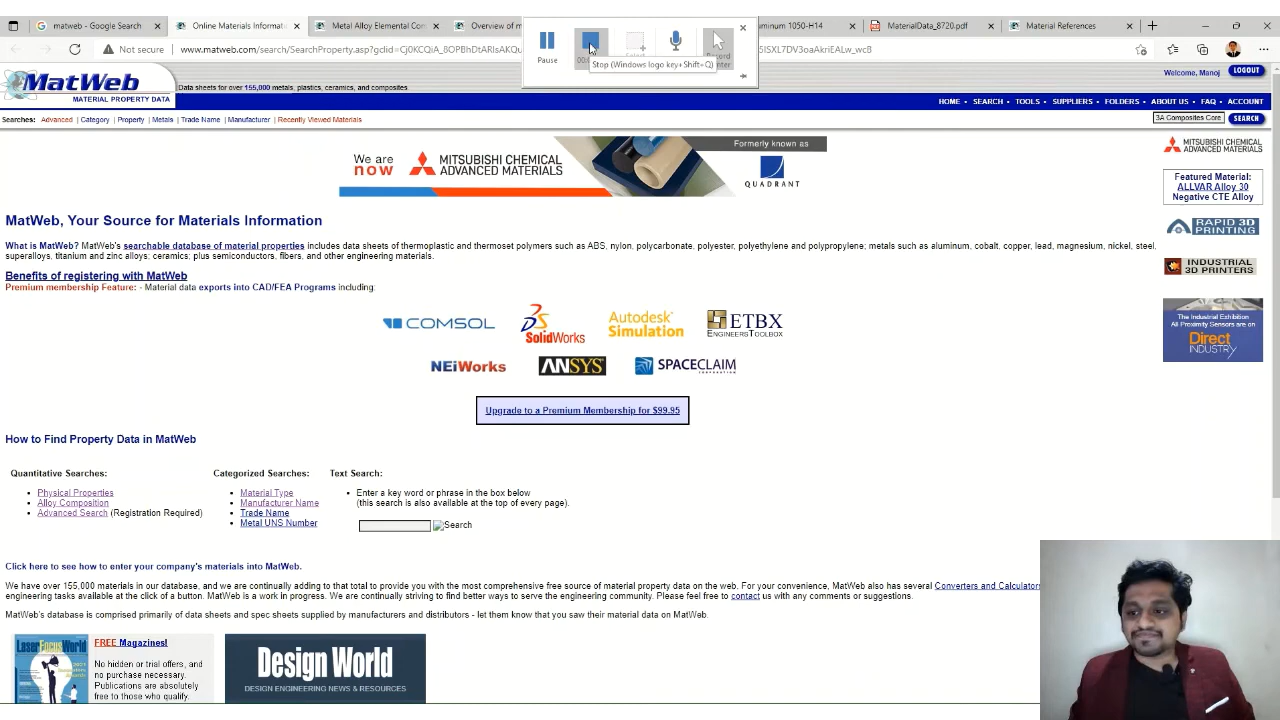 Google Search
Online Materials
Metal Alloy Elemental Com
Overview of m
uminum 1050-H14
Material References
MaterialData_8720.pdf
Not secure
www.matweb.com/search/SearchProperty.aspx?gclid=
Pause
Stop (Windows logo key+Shift+Q)
MatWeb
MATERIAL PROPERTY DATA
Data sheets for over 155,000 metals, plastics, ceramics, and composites
Welcome, Manoj
LOGOUT
HOME • SEARCH • TOOLS • SUPPLIERS • FOLDERS • ABOUT US • FAQ • ACCOUNT
Searches: Advanced | Category | Property | Metals | Trade Name | Manufacturer | Recently Viewed Materials
3A Composites Core
SEARCH
We are
now
MITSUBISHI CHEMICAL
ADVANCED MATERIALS
Formerly known as
QUADRANT
MITSUBISHI CHEMICAL
ADVANCED MATERIALS
Featured Material:
ALLVAR Alloy 30
Negative CTE Alloy
RAPID 3D
PRINTING
INDUSTRIAL
3D PRINTERS
The Industrial Exhibition
All Proximity Sensors are on
Direct
INDUSTRY
MatWeb, Your Source for Materials Information
What is MatWeb? MatWeb's searchable database of material properties includes data sheets of thermoplastic and thermoset polymers such as ABS, nylon, polycarbonate, polyester, polyethylene and polypropylene; metals such as aluminum, cobalt, copper, lead, magnesium, nickel, steel,
superalloys, titanium and zinc alloys; ceramics; plus semiconductors, fibers, and other engineering materials.
Benefits of registering with MatWeb
Premium membership Feature: - Material data exports into CAD/FEA Programs including:
COMSOL
SolidWorks
Autodesk
Simulation
ETBX
ENGINEERSTOOLBOX
NEiWorks
ANSYS
SPACECLAIM
CORPORATION
Upgrade to a Premium Membership for $99.95
How to Find Property Data in MatWeb
Quantitative Searches:
• Physical Properties
• Alloy Composition
• Advanced Search (Registration Required)
Categorized Searches:
• Material Type
• Manufacturer Name
• Trade Name
• Metal UNS Number
Text Search:
• Enter a key word or phrase in the box below
(this search is also available at the top of every page).
Search
Click here to see how to enter your company's materials into MatWeb.
We have over 155,000 materials in our database, and we are continually adding to that total to provide you with the most comprehensive free source of material property data on the web. For your convenience, MatWeb also has several Converters and Calculators
engineering tasks available at the click of a button. MatWeb is a work in progress. We are continually striving to find better ways to serve the engineering community. Please feel free to contact us with any comments or suggestions.
MatWeb's database is comprised primarily of data sheets and spec sheets supplied by manufacturers and distributors - let them know that you saw their material data on MatWeb.
LaserFocusWorld
FREE Magazines!
No hidden or trial offers, and
no purchase necessary.
Publications are absolutely
free to those who qualify.
Design World
DESIGN ENGINEERING NEWS & RESOURCES